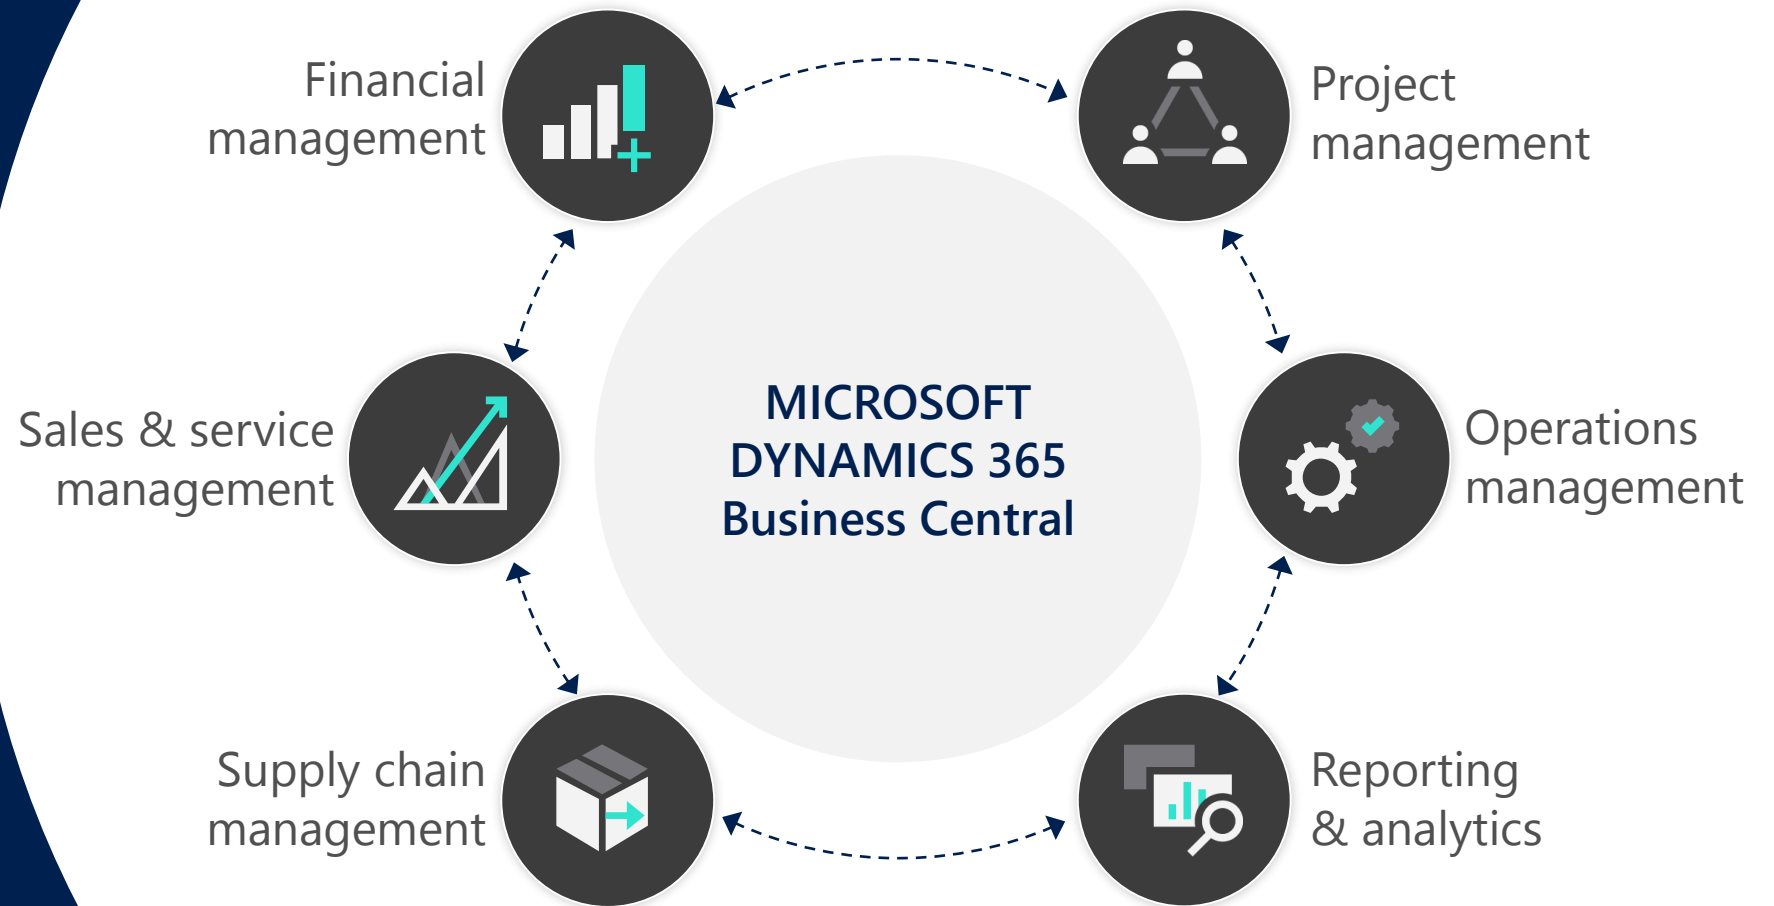 Financial
management
Project
management
Sales & service
management
MICROSOFT
DYNAMICS 365
Business Central
Operations
management
Supply chain
management
Reporting
& analytics